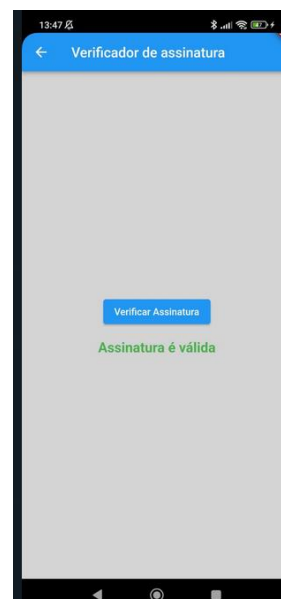 13:47
Verificador de assinatura
Verificar Assinatura
Assinatura é válida